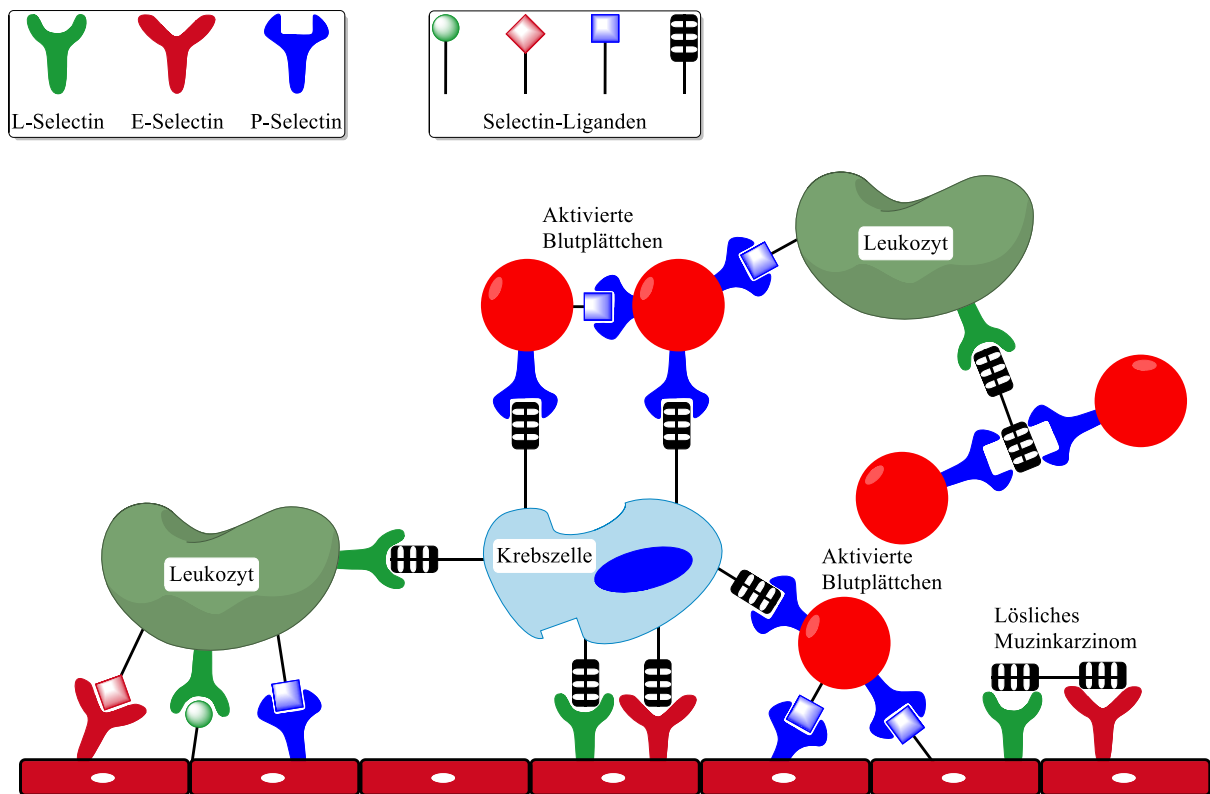 L-Selectin E-Selectin P-Selectin
Selectin-Liganden
Aktivierte
Blutplättchen
Leukozyt
Leukozyt
Krebszelle
Aktivierte
Blutplättchen
Lösliches
Muzinkarzinom